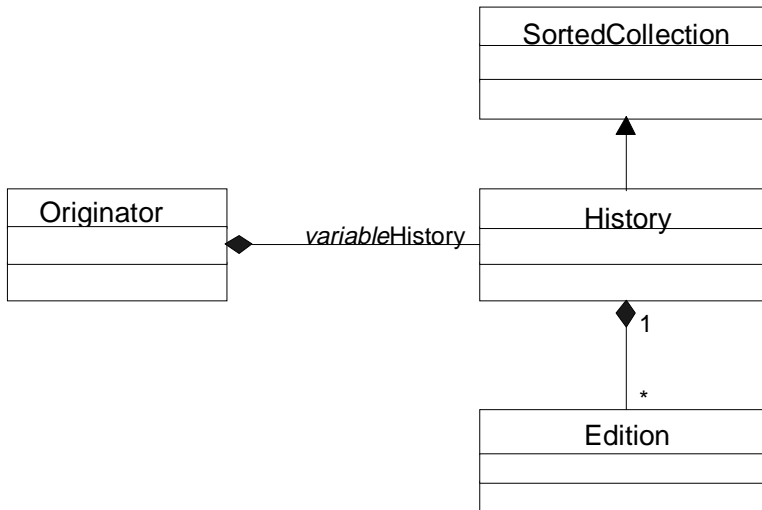 SortedCollection
Originator
variableHistory
History
1
*
Edition